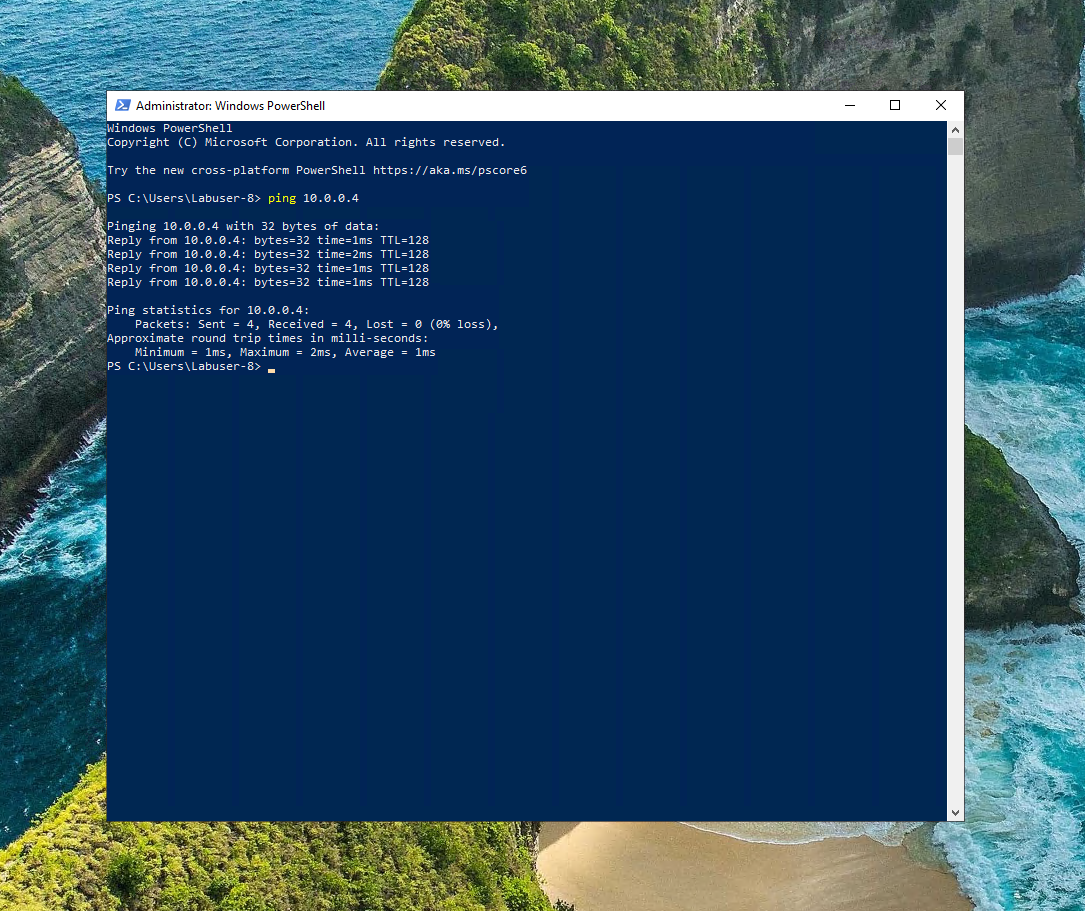 Administrator: Windows PowerShell
Windows PowerShell
Copyright (C) Microsoft Corporation. All rights reserved.
Try the new cross-platform PowerShell https://aka.ms/pscore6
PS C:\Users\Labuser-8> ping 10.0.0.4
Pinging 10.0.0.4 with 32 bytes of data:
Reply from 10.0.0.4: bytes=32 time=1ms TTL=128
Reply from 10.0.0.4: bytes=32 time=2ms TTL=128
Reply from 10.0.0.4: bytes=32 time=1ms TTL=128
Reply from 10.0.0.4: bytes=32 time=1ms TTL=128
Ping statistics for 10.0.0.4:
    Packets: Sent = 4, Received = 4, Lost = 0 (0% loss),
Approximate round trip times in milli-seconds:
    Minimum = 1ms, Maximum = 2ms, Average = 1ms
PS C:\Users\Labuser-8>